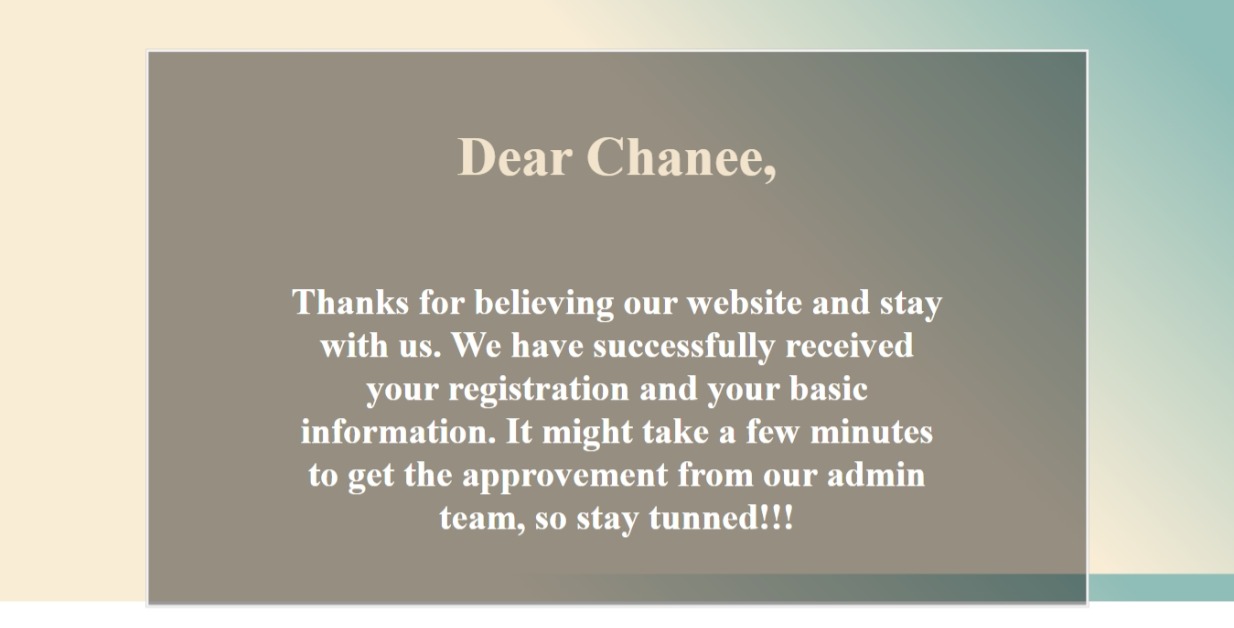 Dear Chanee,
Thanks for believing our website and stay
with us. We have successfully received
your registration and your basic
information. It might take a few minutes
to get the approvement from our admin
team, so stay tunned!!!